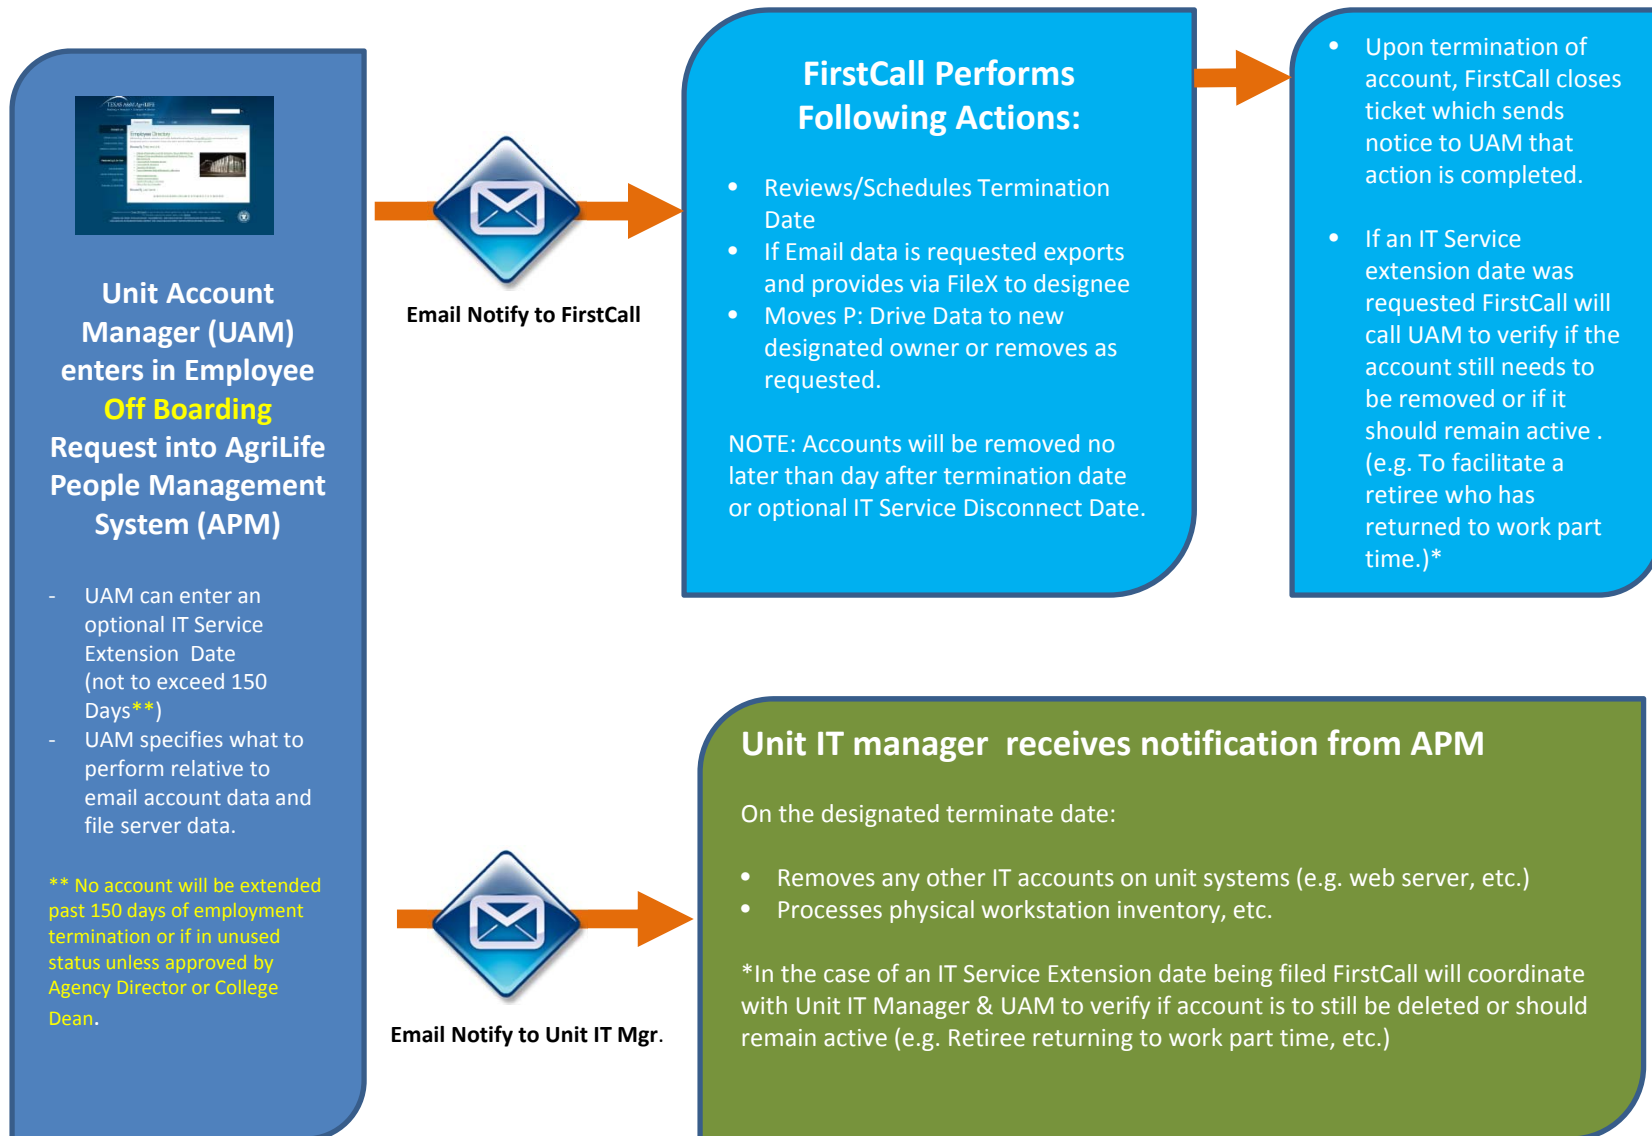 TEXAS A&M AgriLIFE
Employee Directory
Unit Account
Manager (UAM)
enters in Employee
Off Boarding
Request into AgriLife
People Management
System (APM)
- UAM can enter an
optional IT Service
Extension Date
(not to exceed 150
Days**)
- UAM specifies what to
perform relative to
email account data and
file server data.
** No account will be extended
past 150 days of employment
termination or if in unused
status unless approved by
Agency Director or College
Dean.
Email Notify to FirstCall
FirstCall Performs
Following Actions:
• Reviews/Schedules Termination
Date
• If Email data is requested exports
and provides via FileX to designee
• Moves P: Drive Data to new
designated owner or removes as
requested.
NOTE: Accounts will be removed no
later than day after termination date
or optional IT Service Disconnect Date.
• Upon termination of
account, FirstCall closes
ticket which sends
notice to UAM that
action is completed.
• If an IT Service
extension date was
requested FirstCall will
call UAM to verify if the
account still needs to
be removed or if it
should remain active .
(e.g. To facilitate a
retiree who has
returned to work part
time.)*
Email Notify to Unit IT Mgr.
Unit IT manager receives notification from APM
On the designated terminate date:
• Removes any other IT accounts on unit systems (e.g. web server, etc.)
• Processes physical workstation inventory, etc.
*In the case of an IT Service Extension date being filed FirstCall will coordinate
with Unit IT Manager & UAM to verify if account is to still be deleted or should
remain active (e.g. Retiree returning to work part time, etc.)